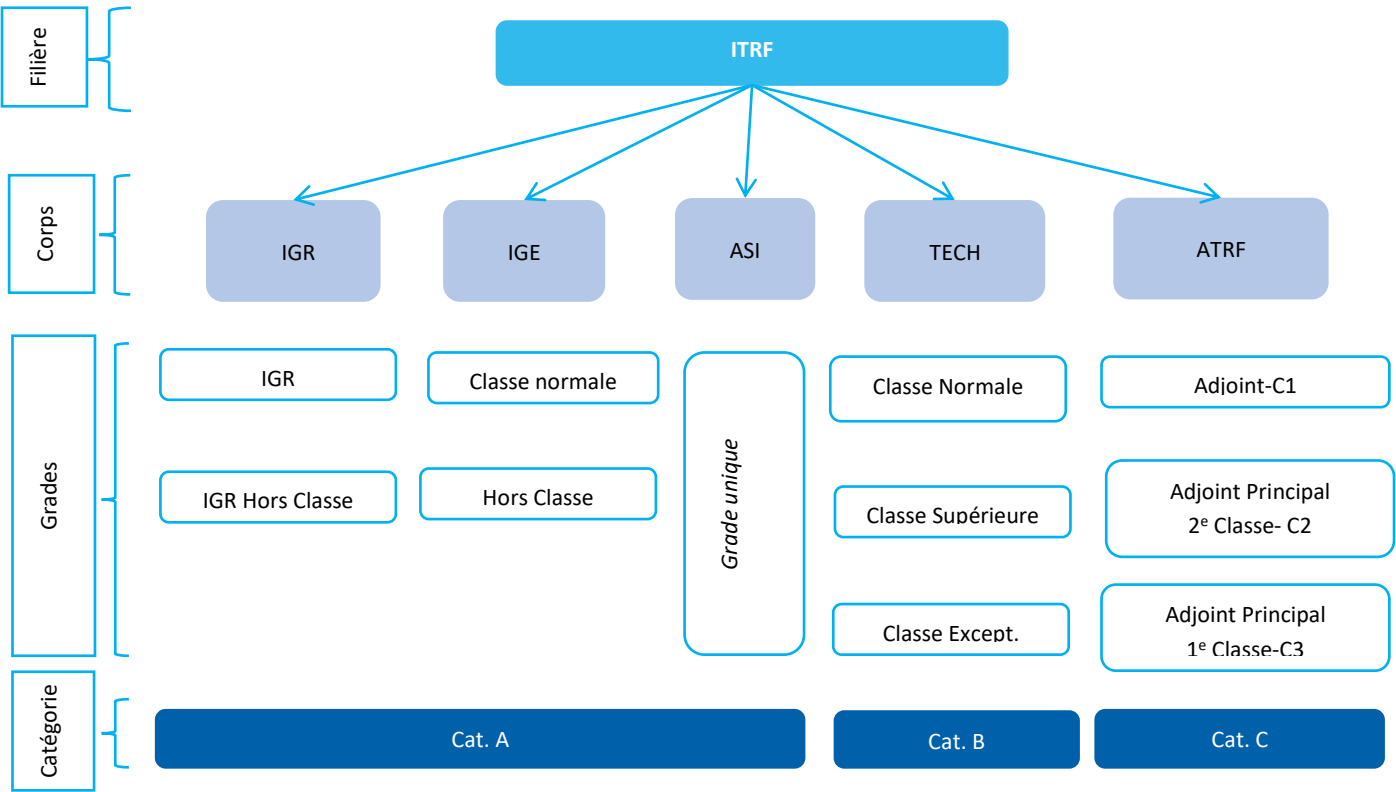 Filière
ITRF
Corps
IGR
IGE
ASI
TECH
ATRF
Grades
IGR
Classe normale
Grade unique
Classe Normale
Adjoint-C1
IGR Hors Classe
Hors Classe
Classe Supérieure
Adjoint Principal
2e Classe- C2
Classe Except.
Adjoint Principal
1e Classe-C3
Catégorie
Cat. A
Cat. B
Cat. C